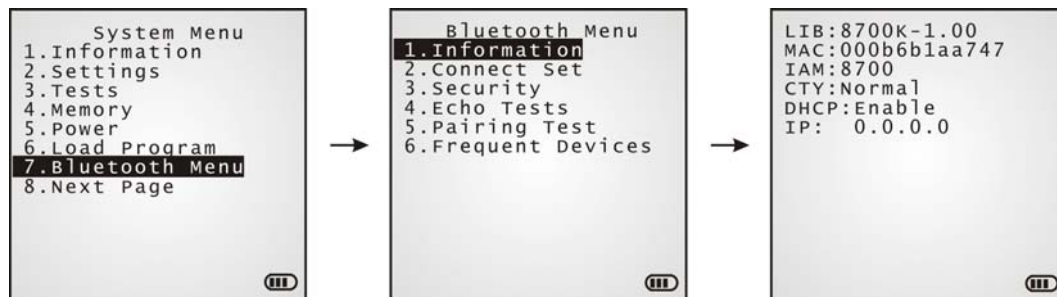 System Menu
1.Information
2.Settings
3.Tests
4.Memory
5.Power
6.Load Program
7.Bluetooth Menu
8.Next Page
Bluetooth Menu
1.Information
2.Connect Set
3.Security
4.Echo Tests
5.Pairing Test
6.Frequent Devices
LIB:8700K-1.00
MAC:000b6b1aa747
IAM:8700
CTY:Normal
DHCP:Enable
IP: 0.0.0.0